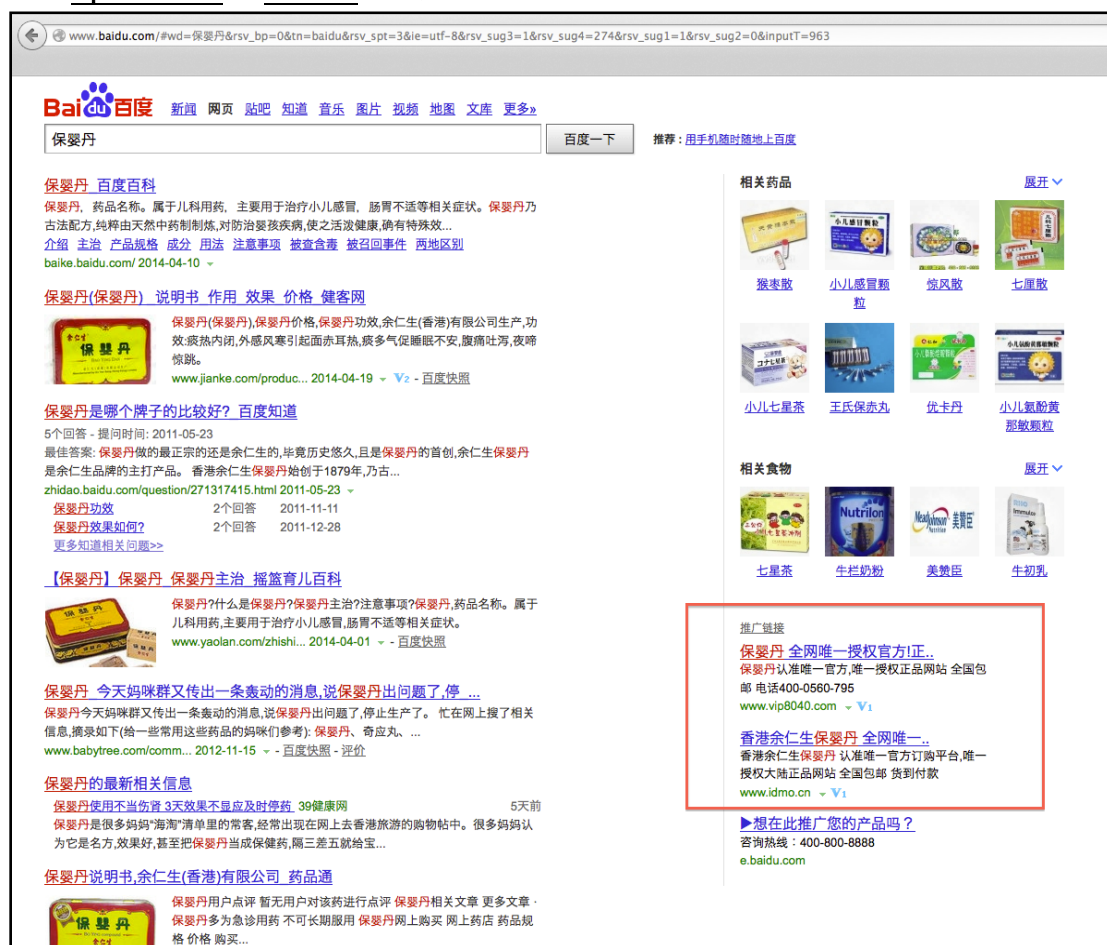 www.baidu.com/#wd=保婴丹&rsv_bp=0&tn=baidu&rsv_spt=3&ie=utf-8&rsv_sug3=1&rsv_sug4=274&rsv_sug1=1&rsv_sug2=0&inputT=963
Bai du 百度 新闻 网页 贴吧 知道 音乐 图片 视频 地图 文库 更多»
保婴丹 百度一下 推荐：用手机随时随地上百度
保婴丹_百度百科
保婴丹，药品名称。属于儿科用药，主要用于治疗小儿感冒，肠胃不适等相关症状。保婴丹乃
古法配方,纯粹由天然中药制制炼,对防治婴孩疾病,使之活泼健康,确有特殊效...
介绍 主治 产品规格 成分 用法 注意事项 被查含毒 被召回事件 两地区别
baike.baidu.com/ 2014-04-10
保婴丹(保婴丹)_说明书_作用_效果_价格_健客网
保婴丹(保婴丹),保婴丹价格,保婴丹功效,余仁生(香港)有限公司生产,功
效:痰热内闭,外感风寒引起面赤耳热,痰多气促睡眠不安,腹痛吐泻,夜啼
惊跳。
www.jianke.com/produc... 2014-04-19 V2 - 百度快照
保婴丹
保婴丹是哪个牌子的比较好?_百度知道
5个回答 - 提问时间: 2011-05-23
最佳答案: 保婴丹做的最正宗的还是余仁生的,毕竟历史悠久,且是保婴丹的首创,余仁生保婴丹
是余仁生品牌的主打产品。 香港余仁生保婴丹始创于1879年,乃古...
zhidao.baidu.com/question/271317415.html 2011-05-23
保婴丹功效 2个回答 2011-11-11
保婴丹效果如何? 2个回答 2011-12-28
更多知道相关问题>>
【保婴丹】保婴丹_保婴丹主治_摇篮育儿百科
保婴丹?什么是保婴丹?保婴丹主治?注意事项?保婴丹,药品名称。属于
儿科用药,主要用于治疗小儿感冒,肠胃不适等相关症状。
www.yaolan.com/zhishi... 2014-04-01 - 百度快照
保婴丹_今天妈咪群又传出一条轰动的消息,说保婴丹出问题了,停_...
保婴丹今天妈咪群又传出一条轰动的消息,说保婴丹出问题了,停止生产了。 忙在网上搜了相关
信息,摘录如下(给一些常用这些药品的妈咪们参考): 保婴丹、奇应丸、...
www.babytree.com/comm... 2012-11-15 - 百度快照 - 评价
保婴丹的最新相关信息
保婴丹使用不当伤肾 3天效果不显应及时停药 39健康网 5天前
保婴丹是很多妈妈“海淘”清单里的常客,经常出现在网上去香港旅游的购物帖中。很多妈妈认
为它是名方,效果好,甚至把保婴丹当成保健药,隔三差五就给宝...
保婴丹说明书,余仁生(香港)有限公司_药品通
保婴丹用户点评 暂无用户对该药进行点评 保婴丹相关文章 更多文章 ·
保婴丹多为急诊用药 不可长期服用 保婴丹网上购买 网上药店 药品规
格 价格 购买...
保婴丹
相关药品 展开
猴枣散 小儿感冒颗粒 惊风散 七厘散
小儿七星茶 王氏保赤丸 优卡丹 小儿氨酚黄那敏颗粒
相关食物 展开
Nutrilon
美赞臣
七星茶 牛栏奶粉 美赞臣 牛初乳
推广链接
保婴丹 全网唯一授权官方!正..
保婴丹认准唯一官方,唯一授权正品网站 全国包
邮 电话400-0560-795
www.vip8040.com V1
香港余仁生保婴丹 全网唯一..
香港余仁生保婴丹 认准唯一官方订购平台,唯一
授权大陆正品网站 全国包邮 货到付款
www.idmo.cn V1
▶想在此推广您的产品吗？
咨询热线：400-800-8888
e.baidu.com